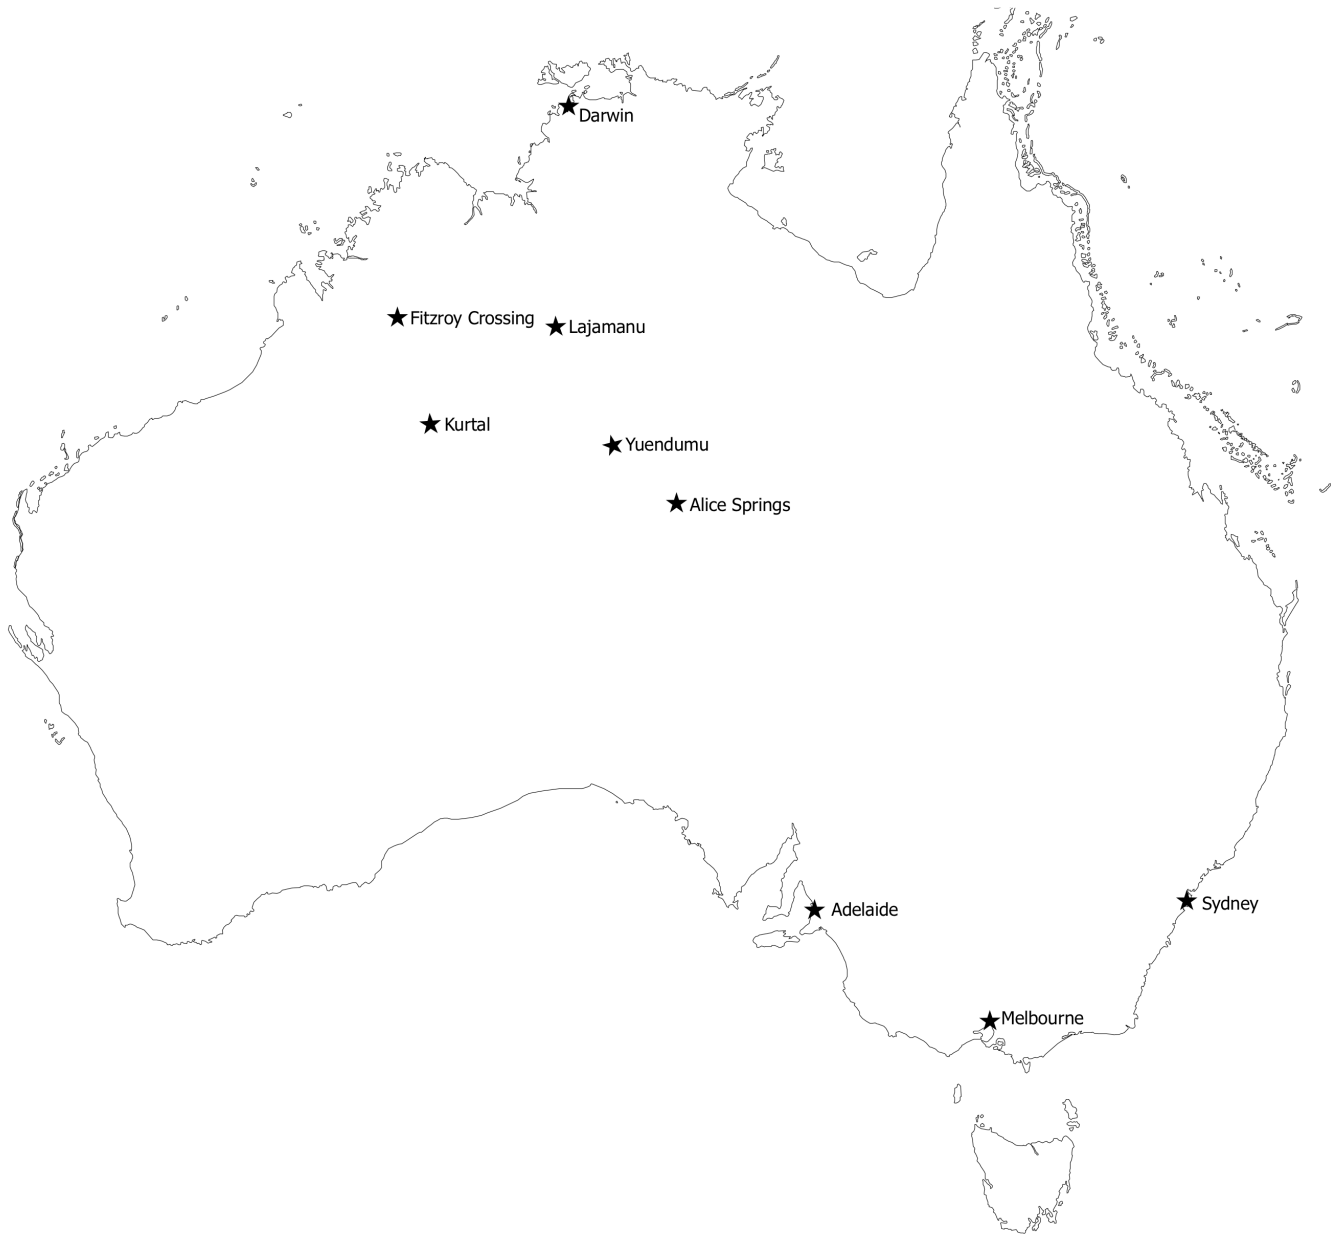 Darwin
Fitzroy Crossing
Lajamanu
Kurtal
Yuendumu
Alice Springs
Adelaide
Sydney
Melbourne